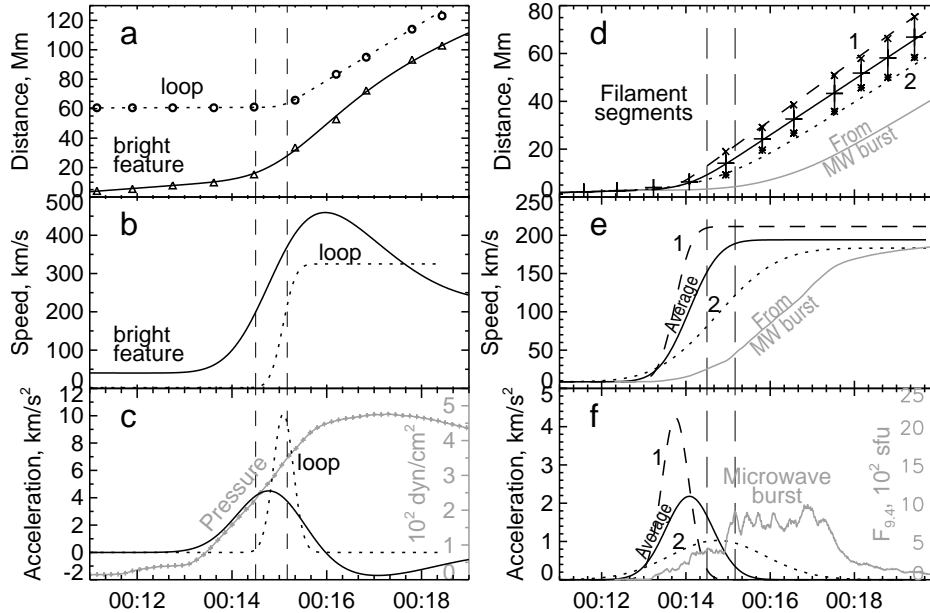 a
Distance, Mm
120
100
80
60
40
20
0
loop
bright
feature
b
Speed, km/s
500
400
300
200
100
0
loop
bright
feature
c
Acceleration, km/s²
10
8
6
4
2
0
-2
Pressure
loop
5
4
3
2
1
0
10² dyn/cm²
00:12
00:14
00:16
00:18
d
Distance, Mm
80
60
40
20
0
1
2
Filament
segments
From
MW burst
e
Speed, km/s
250
200
150
100
50
0
1
Average
2
From
MW burst
f
Acceleration, km/s²
5
4
3
2
1
0
1
Average
2
Microwave
burst
25
20
15
10
5
0
F9.4, 10² sfu
00:12
00:14
00:16
00:18